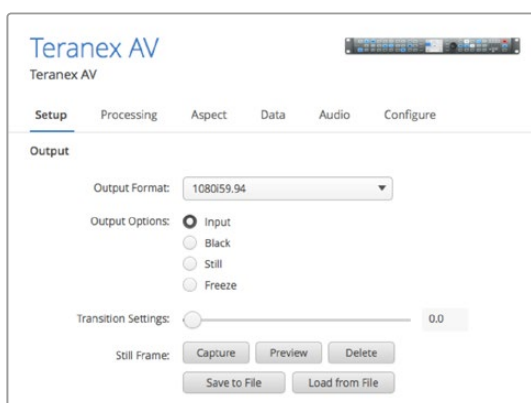 Teranex AV
Teranex AV
Setup Processing Aspect Data Audio Configure
Output
Output Format: 1080i59.94
Output Options: Input
Black
Still
Freeze
Transition Settings: 0.0
Still Frame: Capture Preview Delete
Save to File Load from File